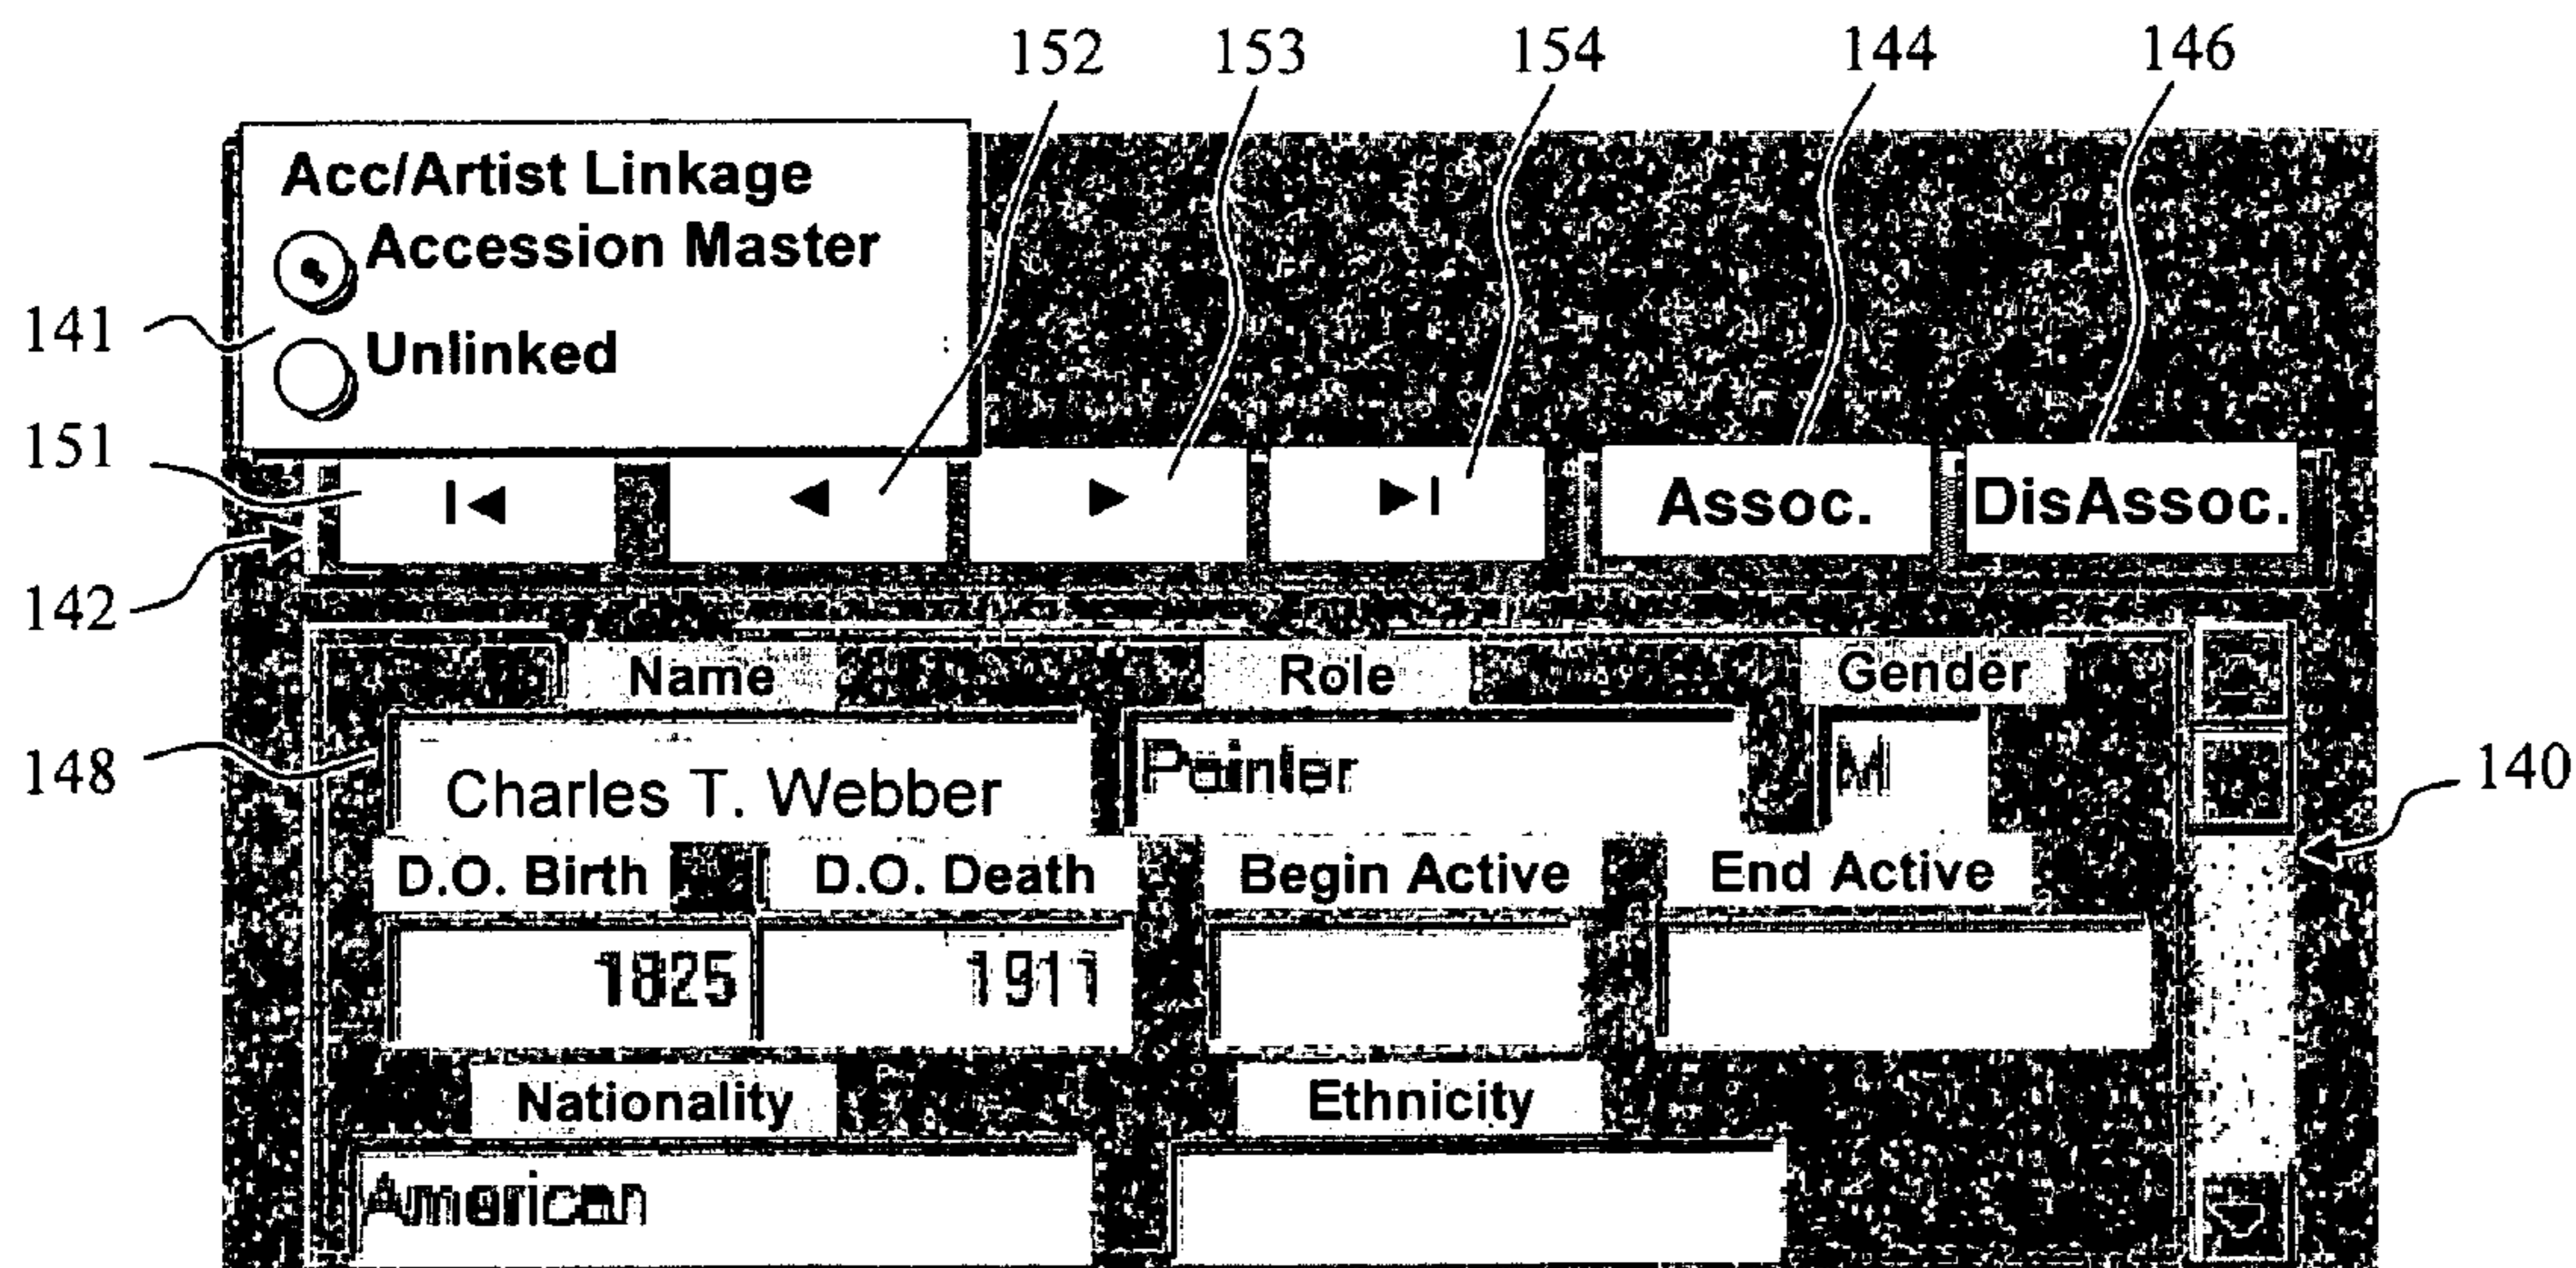 152 153 154 144 146
Acc/Artist Linkage
Accession Master
141
Unlinked
151
I◀ ◀ ▶ ▶I Assoc. DisAssoc.
142
Name Role Gender
148
Charles T. Webber Painter M
140
D.O. Birth D.O. Death Begin Active End Active
1825 1911
Nationality Ethnicity
American